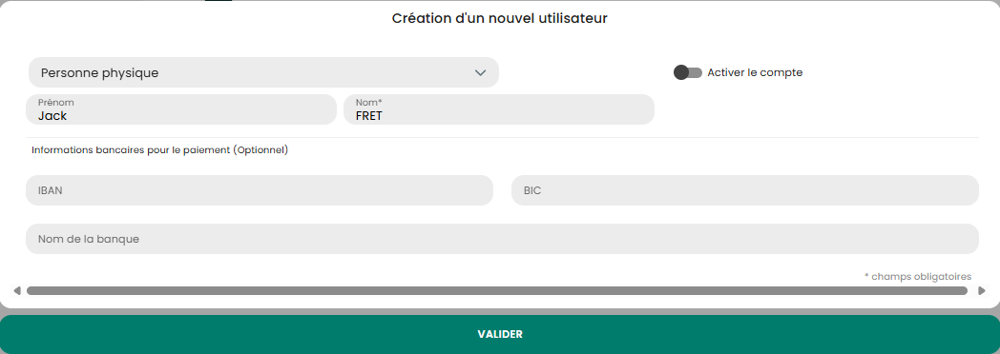 Création d'un nouvel utilisateur
Personne physique
Activer le compte
Prénom
Jack
Nom*
FRET
Informations bancaires pour le paiement (Optionnel)
IBAN
BIC
Nom de la banque
* champs obligatoires
VALIDER